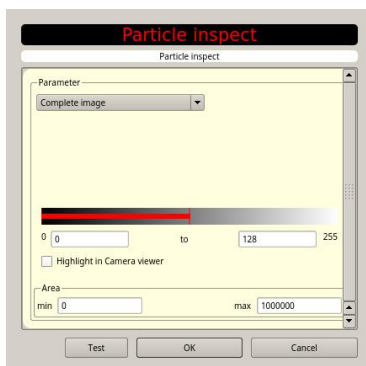 Particle inspect
Particle inspect
Parameter
Complete image
0 0 to 128 255
Highlight in Camera viewer
Area
min 0 max 1000000
Test OK Cancel